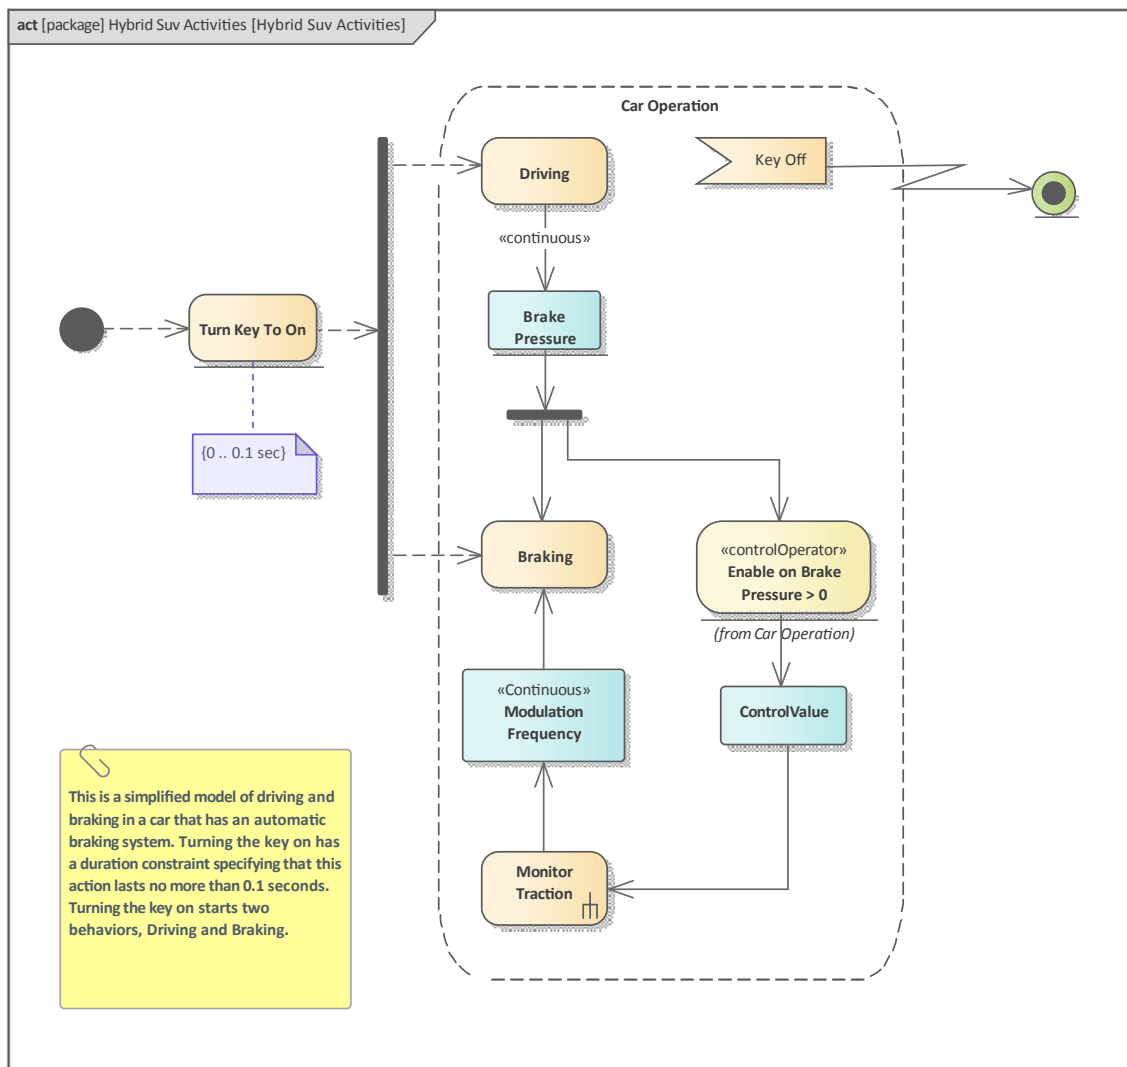 act [package] Hybrid Suv Activities [Hybrid Suv Activities]
Car Operation
Driving
Key Off
«continuous»
Brake
Pressure
Turn Key To On
{0 .. 0.1 sec}
Braking
«controlOperator»
Enable on Brake
Pressure > 0
(from Car Operation)
«Continuous»
Modulation
Frequency
ControlValue
This is a simplified model of driving and
braking in a car that has an automatic
braking system. Turning the key on has
a duration constraint specifying that this
action lasts no more than 0.1 seconds.
Turning the key on starts two
behaviors, Driving and Braking.
Monitor
Traction